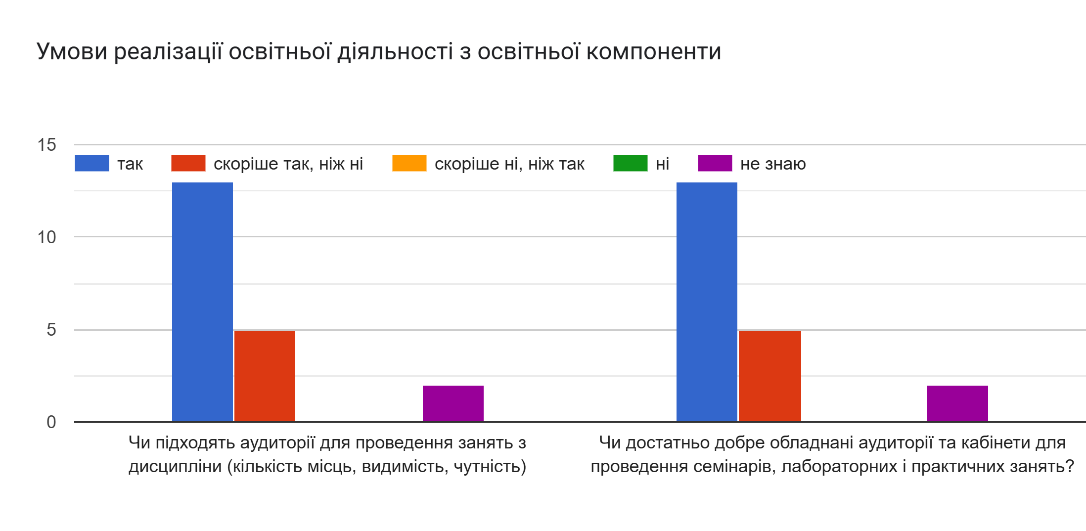 Умови реалізації освітньої діяльності з освітньої компоненти
15
так
скоріше так, ніж ні
скоріше ні, ніж так
ні
не знаю
10
5
0
Чи підходять аудиторії для проведення занять з
дисципліни (кількість місць, видимість, чутність)
Чи достатньо добре обладнані аудиторії та кабінети для
проведення семінарів, лабораторних і практичних занять?